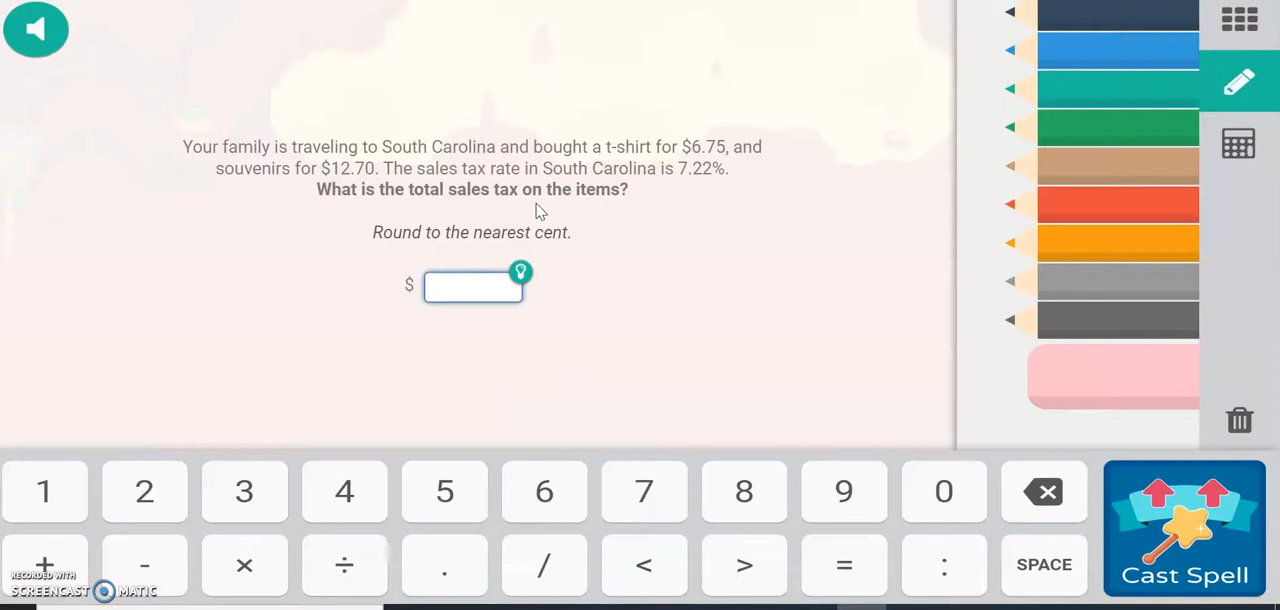 Your family is traveling to South Carolina and bought a t-shirt for $6.75, and
souvenirs for $12.70. The sales tax rate in South Carolina is 7.22%.
What is the total sales tax on the items?
Round to the nearest cent.
$
1 2 3 4 5 6 7 8 9 0
+ - × ÷ . / < > = : SPACE
Cast Spell
RECORDED WITH
SCREENCAST MATIC